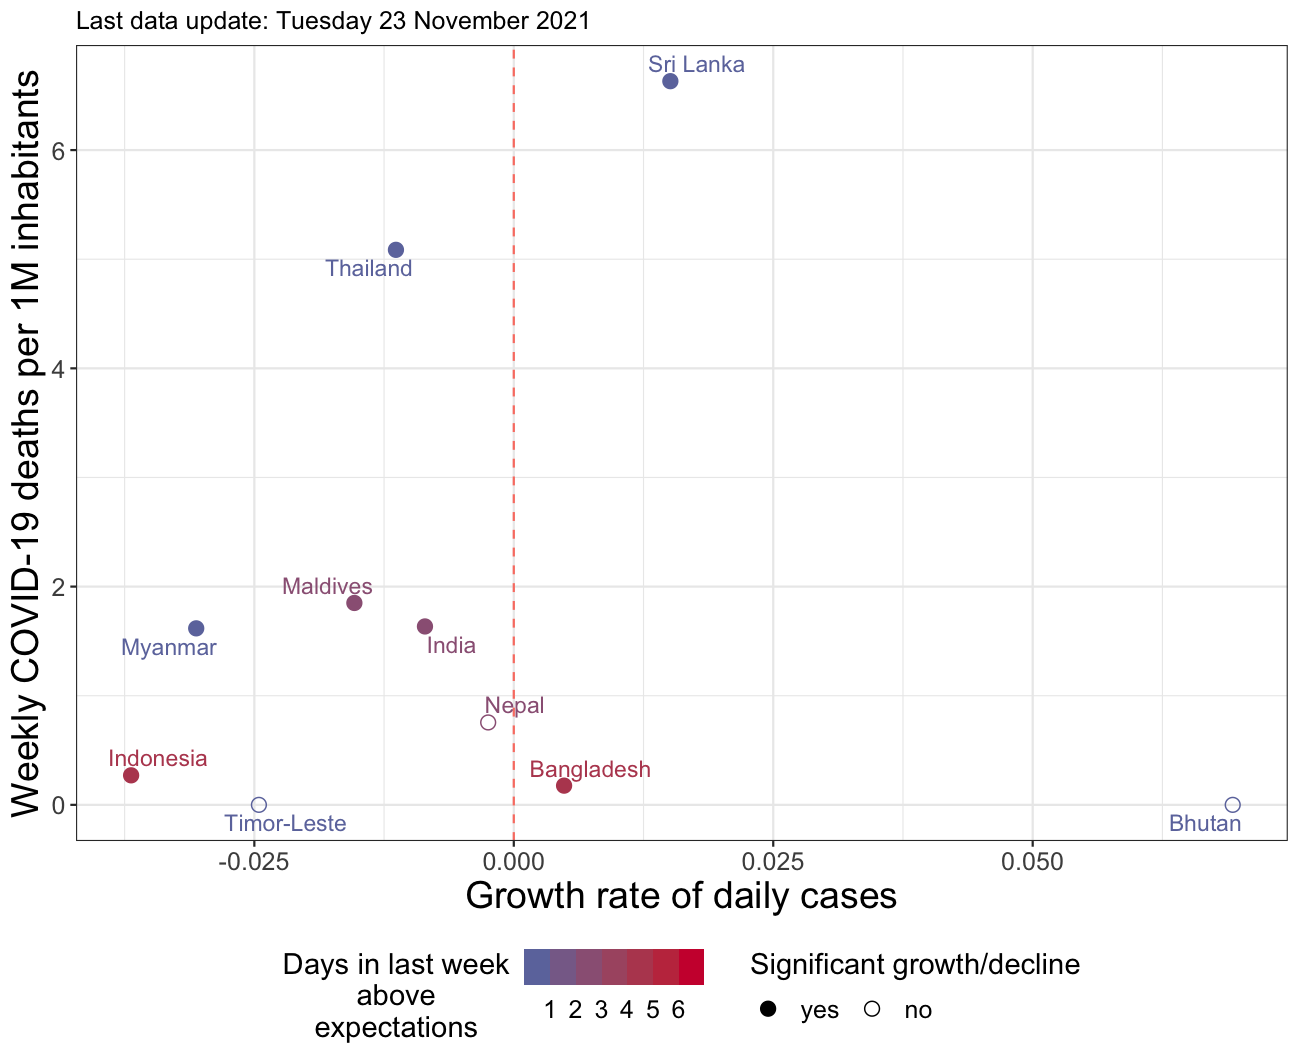 Last data update: Tuesday 23 November 2021
Weekly COVID-19 deaths per 1M inhabitants
6
4
2
0
Sri Lanka
Thailand
Maldives
Myanmar
India
Nepal
Indonesia
Bangladesh
Timor-Leste
Bhutan
-0.025 0.000 0.025 0.050
Growth rate of daily cases
Days in last week
above
expectations
1 2 3 4 5 6
Significant growth/decline
yes no